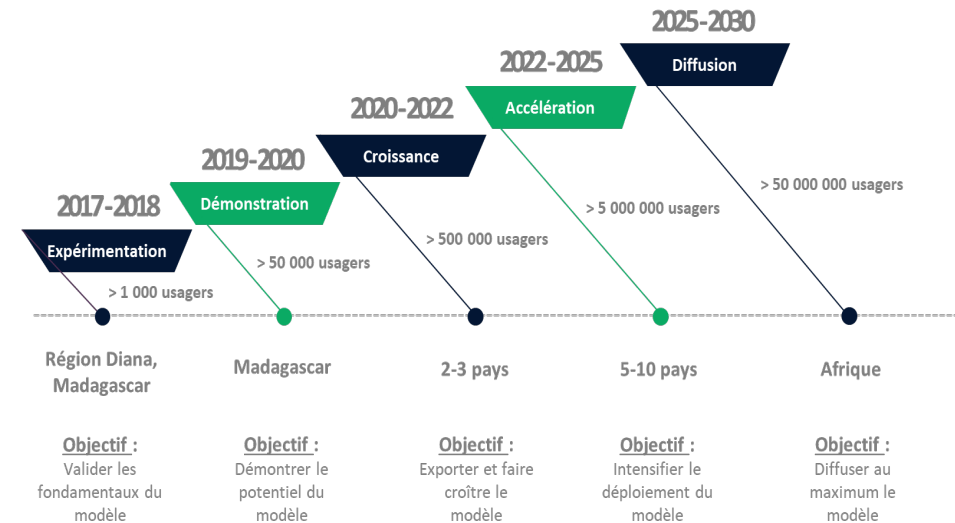 2017-2018
Expérimentation
> 1 000 usagers
Région Diana,
Madagascar
Objectif :
Valider les
fondamentaux du
modèle
2019-2020
Démonstration
> 50 000 usagers
Madagascar
Objectif :
Démontrer le
potentiel du
modèle
2020-2022
Croissance
> 500 000 usagers
2-3 pays
Objectif :
Exporter et faire
croître le
modèle
2022-2025
Accélération
> 5 000 000 usagers
5-10 pays
Objectif :
Intensifier le
déploiement du
modèle
2025-2030
Diffusion
> 50 000 000 usagers
Afrique
Objectif :
Diffuser au
maximum le
modèle